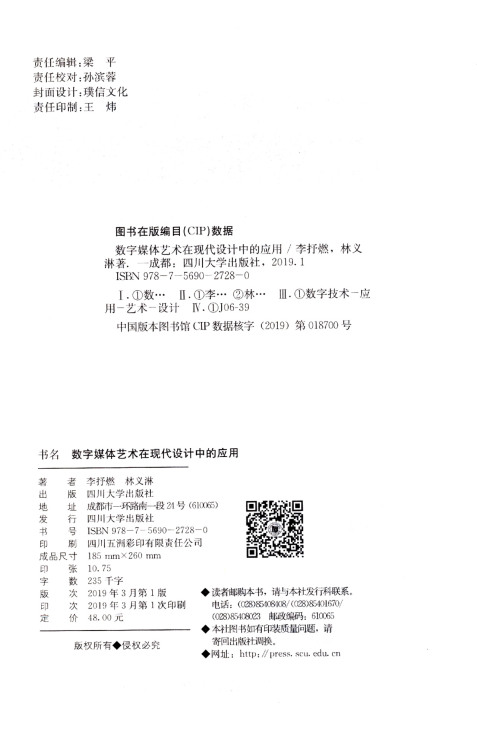 责任编辑:梁 平
责任校对:孙滨蓉
封面设计:璞信文化
责任印制:王 炜
图书在版编目(CIP)数据
数字媒体艺术在现代设计中的应用 / 李抒燃，林义
淋著. —成都：四川大学出版社，2019.1
ISBN 978-7-5690-2728-0
Ⅰ.①数… Ⅱ.①李… ②林… Ⅲ.①数字技术-应
用-艺术-设计 Ⅳ.①J06-39
中国版本图书馆 CIP 数据核字（2019）第 018700 号
书名 数字媒体艺术在现代设计中的应用
著 者 李抒燃 林义淋
出 版 四川大学出版社
地 址 成都市一环路南一段 24 号 (610065)
发 行 四川大学出版社
书 号 ISBN 978-7-5690-2728-0
印 刷 四川五洲彩印有限责任公司
成品尺寸 185 mm×260 mm
印 张 10.75
字 数 235 千字
版 次 2019 年 3 月第 1 版
印 次 2019 年 3 月第 1 次印刷
定 价 48.00 元
版权所有◆侵权必究
◆读者邮购本书，请与本社发行科联系。
电话：(028)85408408/(028)85401670/
(028)85408023 邮政编码：610065
◆本社图书如有印装质量问题，请
寄回出版社调换。
◆网址：http://press.scu.edu.cn